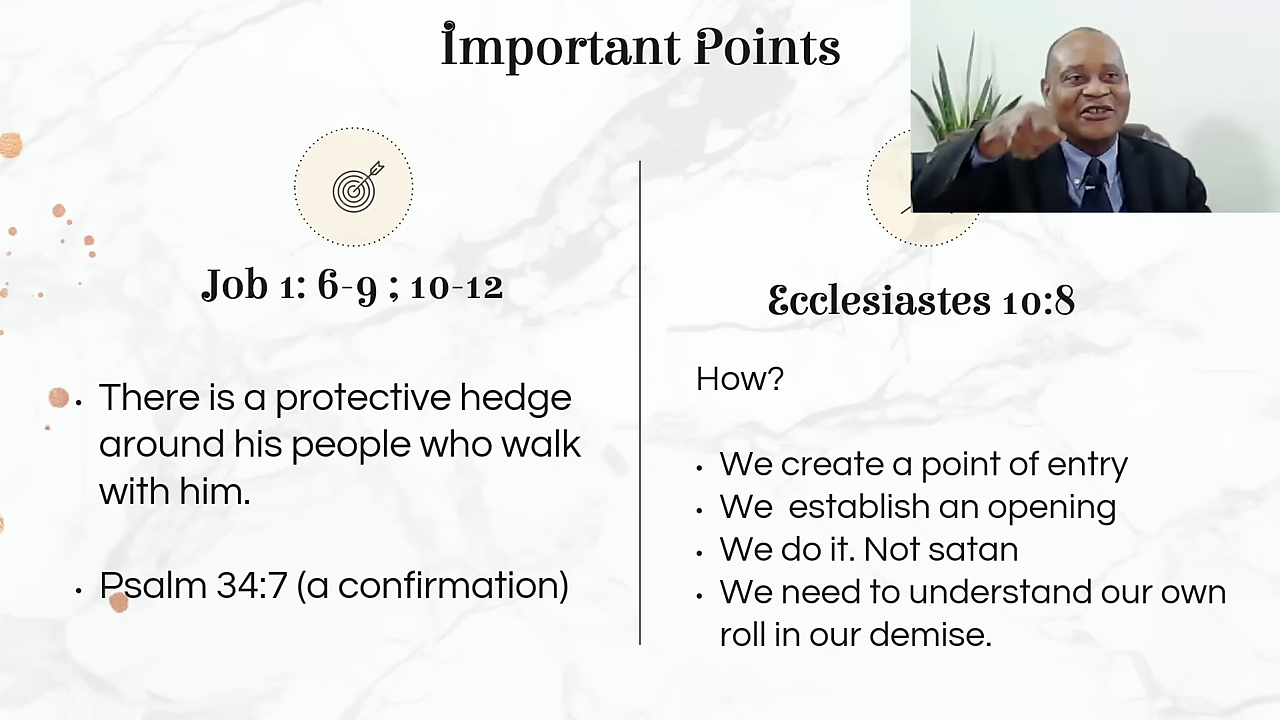 Important Points
Job 1: 6-9 ; 10-12
There is a protective hedge
around his people who walk
with him.
Psalm 34:7 (a confirmation)
Ecclesiastes 10:8
How?
We create a point of entry
We establish an opening
We do it. Not satan
We need to understand our own
roll in our demise.